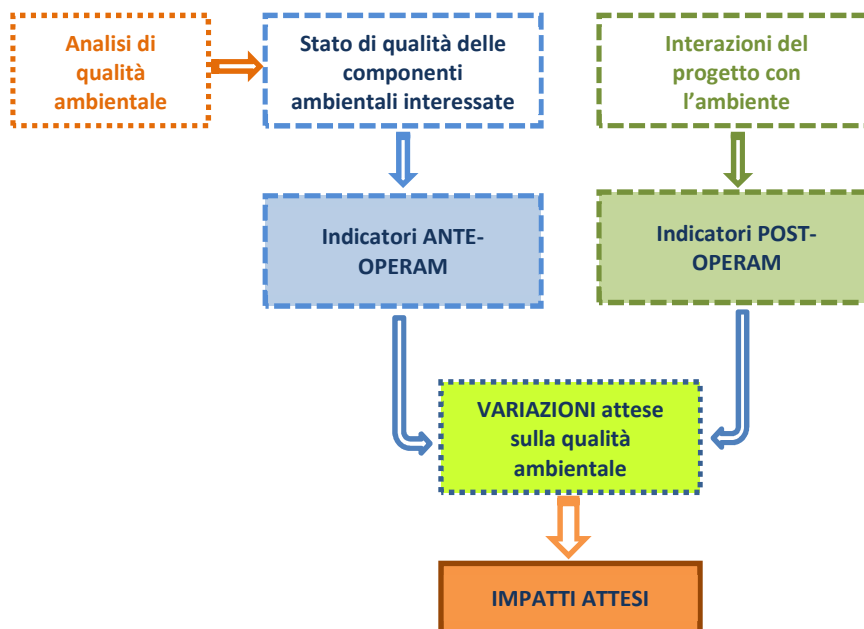 Analisi di
qualità
ambientale
Stato di qualità delle
componenti
ambientali interessate
Interazioni del
progetto con
l'ambiente
Indicatori ANTE-
OPERAM
Indicatori POST-
OPERAM
VARIAZIONI attese
sulla qualità
ambientale
IMPATTI ATTESI